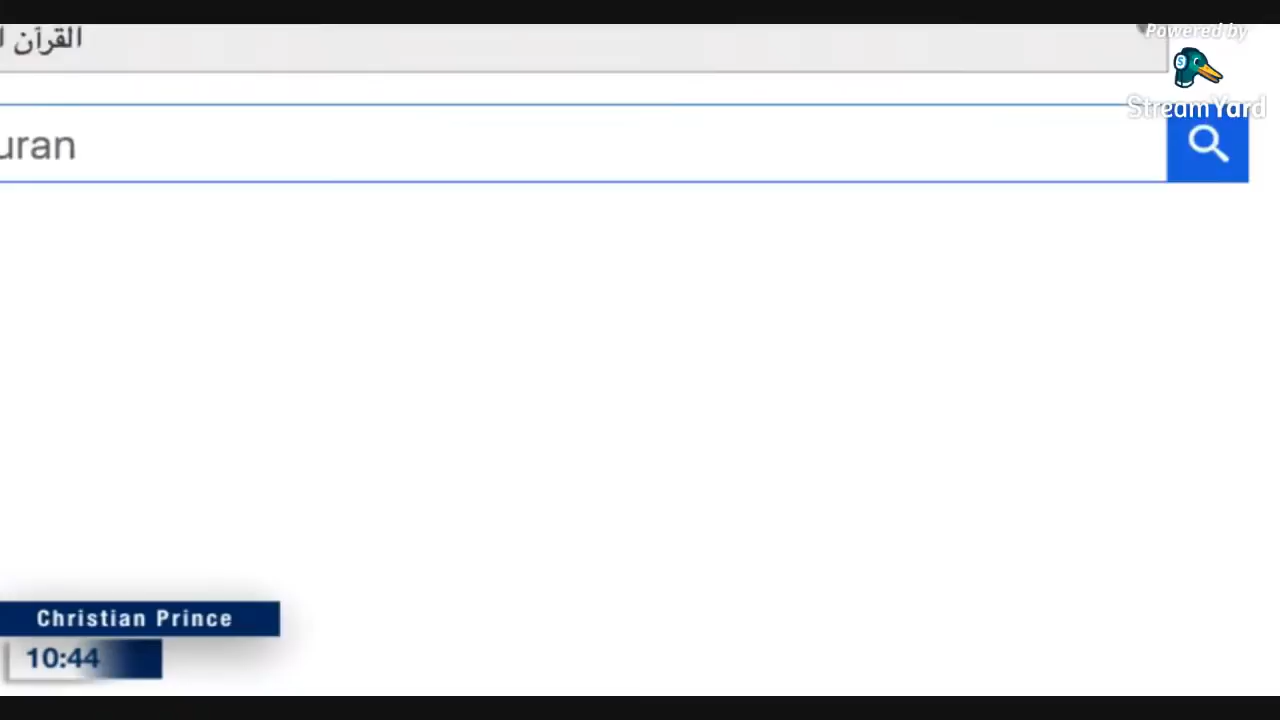 القرآن
Powered by
StreamYard
uran
Christian Prince
10:44